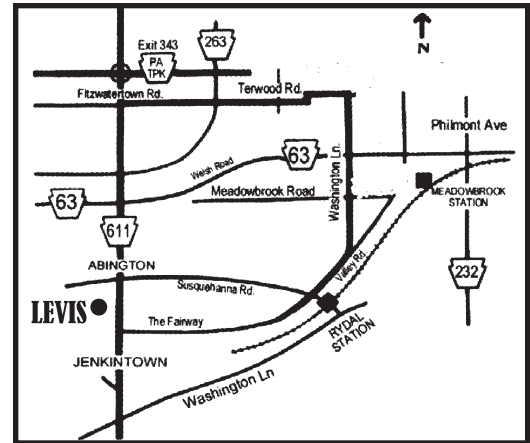 Exit 343
PA
TPK
263
N
Fitzwatertown Rd.
Terwood Rd.
Philmont Ave
63
Welsh Road
Washington Ln.
63
Meadowbrook Road
MEADOWBROOK
STATION
611
ABINGTON
Valley Rd.
232
Susquehanna Rd.
LEVIS
The Fairway
RYDAL
STATION
JENKINTOWN
Washington Ln